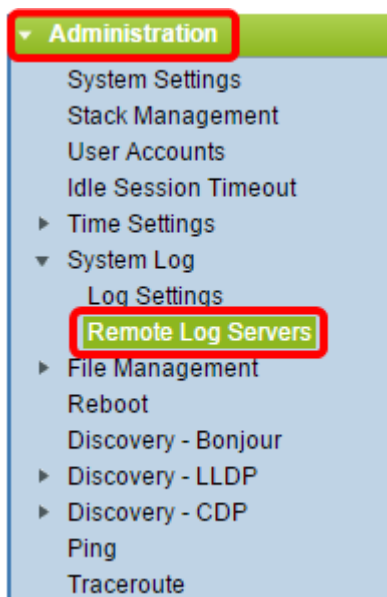 Administration
System Settings
Stack Management
User Accounts
Idle Session Timeout
Time Settings
System Log
Log Settings
Remote Log Servers
File Management
Reboot
Discovery - Bonjour
Discovery - LLDP
Discovery - CDP
Ping
Traceroute